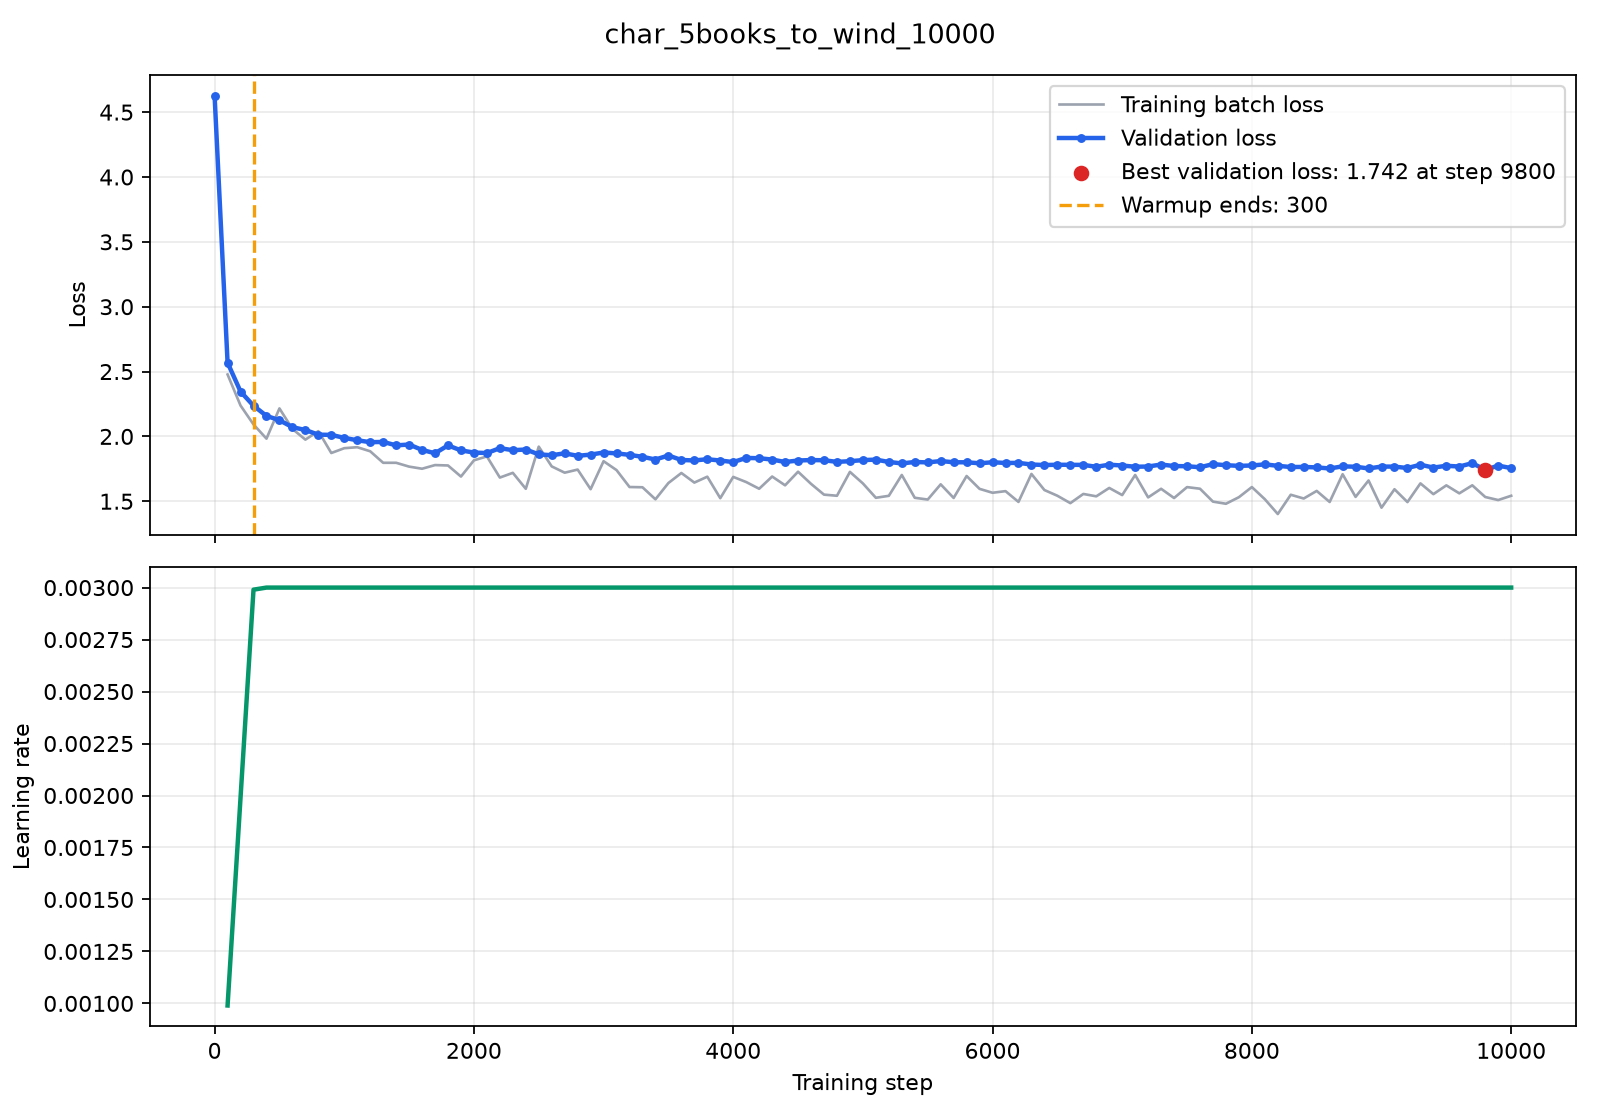 char_5books_to_wind_10000
Loss
4.5
4.0
3.5
3.0
2.5
2.0
1.5
Training batch loss
Validation loss
Best validation loss: 1.742 at step 9800
Warmup ends: 300
Learning rate
0.00300
0.00275
0.00250
0.00225
0.00200
0.00175
0.00150
0.00125
0.00100
0 2000 4000 6000 8000 10000
Training step